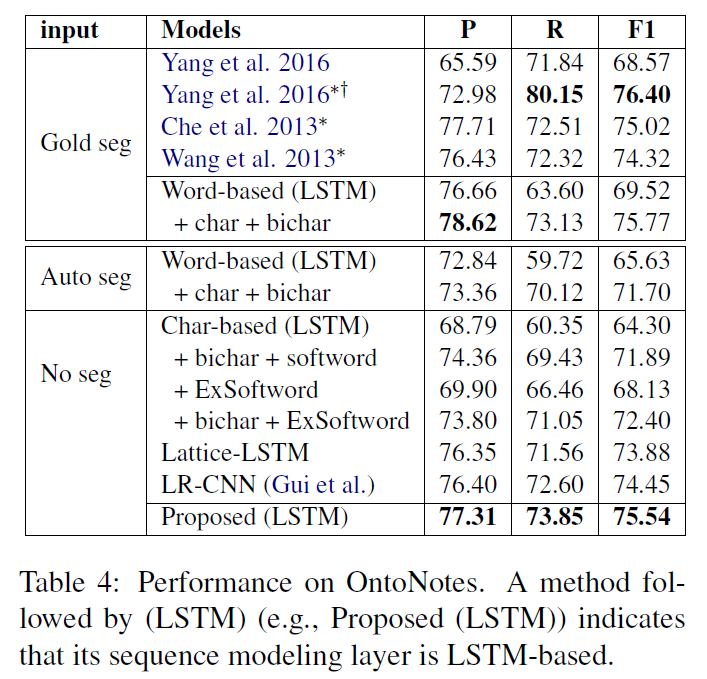 input Models P R F1
Yang et al. 2016 65.59 71.84 68.57
Yang et al. 2016*† 72.98 80.15 76.40
Che et al. 2013* 77.71 72.51 75.02
Gold seg
Wang et al. 2013* 76.43 72.32 74.32
Word-based (LSTM) 76.66 63.60 69.52
+ char + bichar 78.62 73.13 75.77
Word-based (LSTM) 72.84 59.72 65.63
Auto seg
+ char + bichar 73.36 70.12 71.70
Char-based (LSTM) 68.79 60.35 64.30
+ bichar + softword 74.36 69.43 71.89
No seg
+ ExSoftword 69.90 66.46 68.13
+ bichar + ExSoftword 73.80 71.05 72.40
Lattice-LSTM 76.35 71.56 73.88
LR-CNN (Gui et al.) 76.40 72.60 74.45
Proposed (LSTM) 77.31 73.85 75.54
Table 4: Performance on OntoNotes. A method fol-
lowed by (LSTM) (e.g., Proposed (LSTM)) indicates
that its sequence modeling layer is LSTM-based.